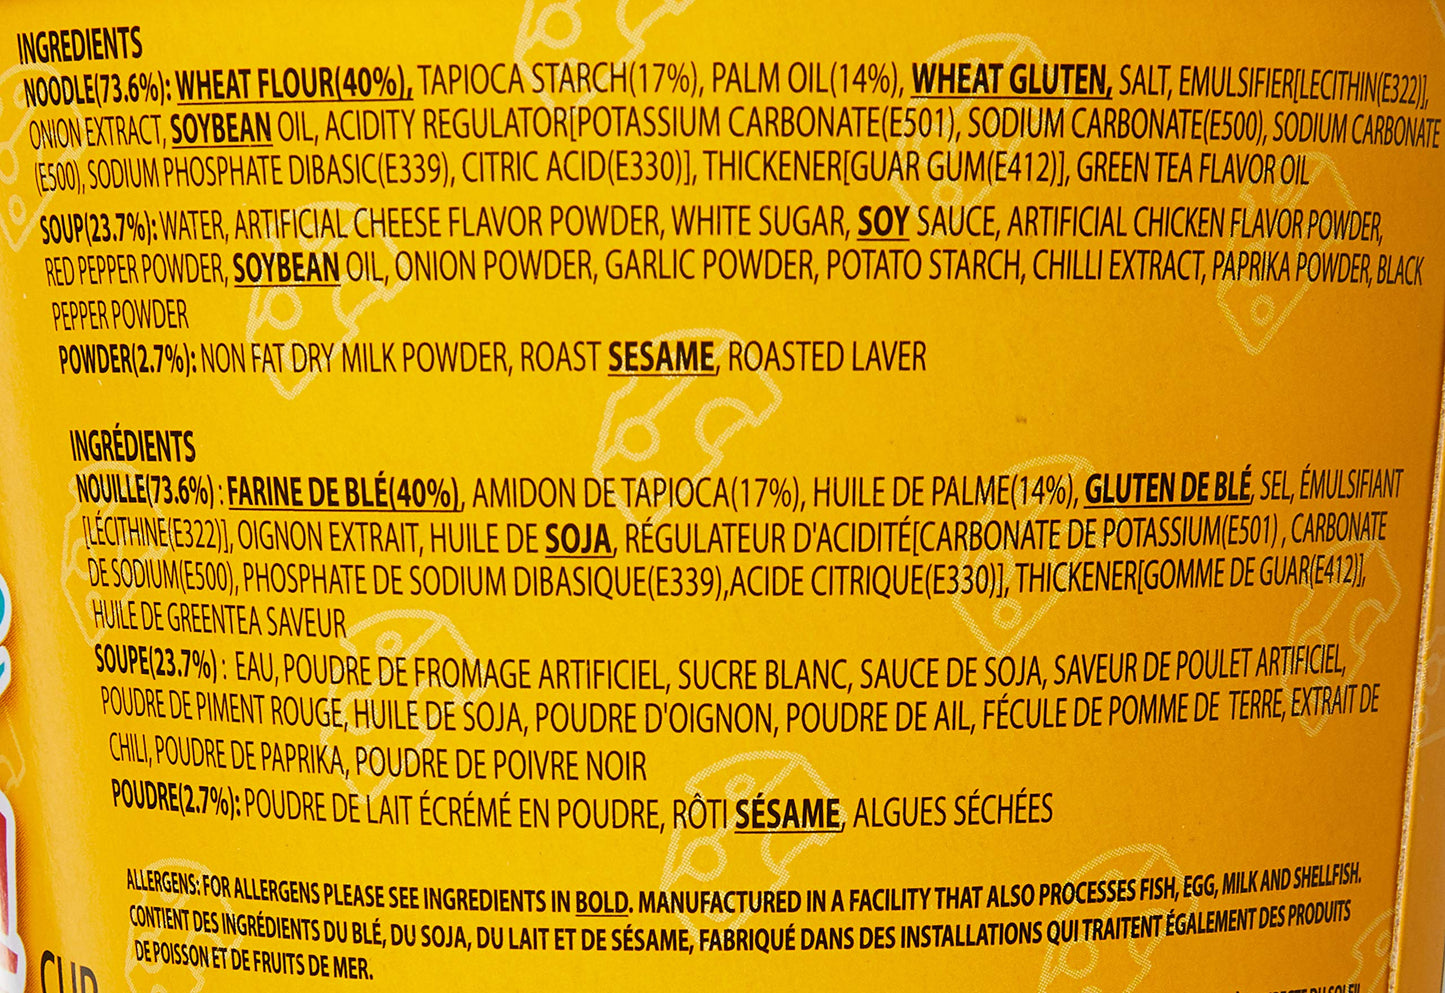 INGREDIENTS
NOODLE(73.6%): WHEAT FLOUR(40%), TAPIOCA STARCH(17%), PALM OIL(14%), WHEAT GLUTEN, SALT, EMULSIFIER[LECITHIN(E322)],
ONION EXTRACT, SOYBEAN OIL, ACIDITY REGULATOR[POTASSIUM CARBONATE(E501), SODIUM CARBONATE(E500), SODIUM CARBONATE
(E500), SODIUM PHOSPHATE DIBASIC(E339), CITRIC ACID(E330)], THICKENER[GUAR GUM(E412)], GREEN TEA FLAVOR OIL
SOUP(23.7%): WATER, ARTIFICIAL CHEESE FLAVOR POWDER, WHITE SUGAR, SOY SAUCE, ARTIFICIAL CHICKEN FLAVOR POWDER,
RED PEPPER POWDER, SOYBEAN OIL, ONION POWDER, GARLIC POWDER, POTATO STARCH, CHILLI EXTRACT, PAPRIKA POWDER, BLACK
PEPPER POWDER
POWDER(2.7%): NON FAT DRY MILK POWDER, ROAST SESAME, ROASTED LAVER
INGRÉDIENTS
NOUILLE(73.6%) : FARINE DE BLÉ(40%), AMIDON DE TAPIOCA(17%), HUILE DE PALME(14%), GLUTEN DE BLÉ, SEL, ÉMULSIFIANT
[LÉCITHINE(E322)], OIGNON EXTRAIT, HUILE DE SOJA, RÉGULATEUR D'ACIDITÉ[CARBONATE DE POTASSIUM(E501) , CARBONATE
DE SODIUM(E500), PHOSPHATE DE SODIUM DIBASIQUE(E339),ACIDE CITRIQUE(E330)], THICKENER[GOMME DE GUAR(E412)],
HUILE DE GREENTEA SAVEUR
SOUPE(23.7%) : EAU, POUDRE DE FROMAGE ARTIFICIEL, SUCRE BLANC, SAUCE DE SOJA, SAVEUR DE POULET ARTIFICIEL,
POUDRE DE PIMENT ROUGE, HUILE DE SOJA, POUDRE D'OIGNON, POUDRE DE AIL, FÉCULE DE POMME DE TERRE, EXTRAIT DE
CHILI, POUDRE DE PAPRIKA, POUDRE DE POIVRE NOIR
POUDRE(2.7%): POUDRE DE LAIT ÉCRÉMÉ EN POUDRE, RÔTI SÉSAME, ALGUES SÉCHÉES
ALLERGENS: FOR ALLERGENS PLEASE SEE INGREDIENTS IN BOLD. MANUFACTURED IN A FACILITY THAT ALSO PROCESSES FISH, EGG, MILK AND SHELLFISH.
CONTIENT DES INGRÉDIENTS DU BLÉ, DU SOJA, DU LAIT ET DE SÉSAME, FABRIQUÉ DANS DES INSTALLATIONS QUI TRAITENT ÉGALEMENT DES PRODUITS
DE POISSON ET DE FRUITS DE MER.
CUP
DU SOLEIL